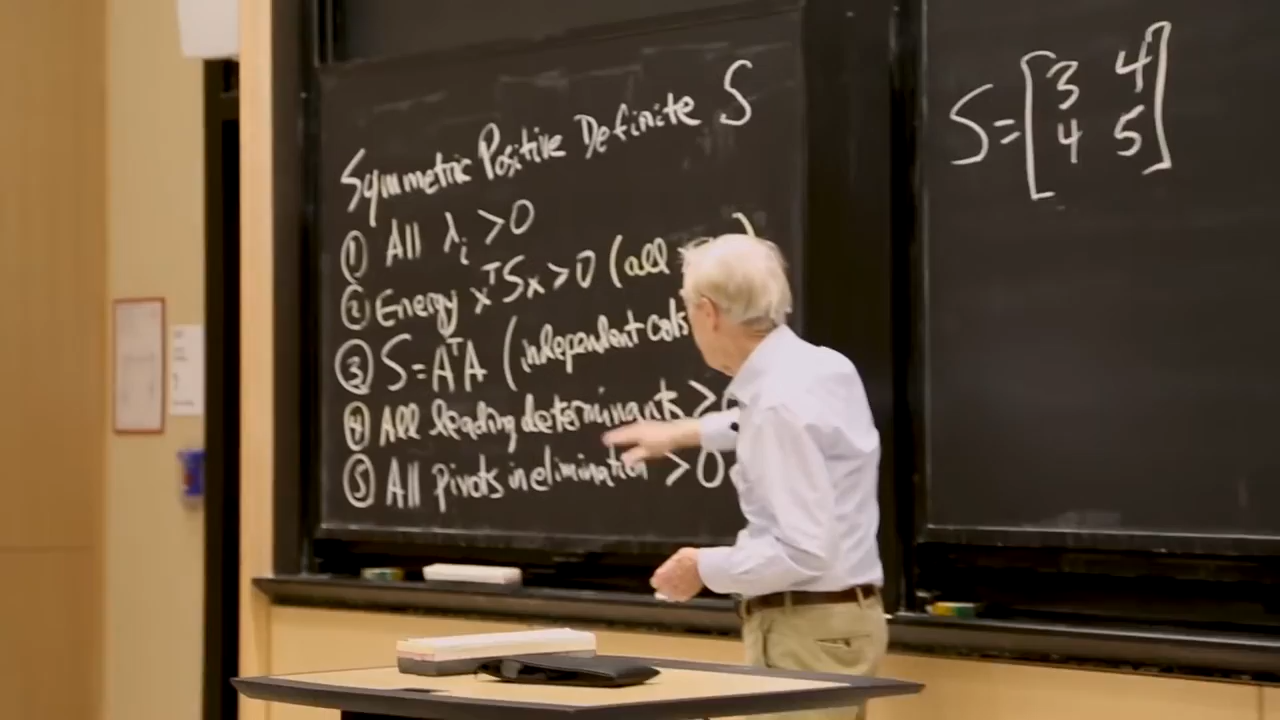 Symmetric Positive Definite S
① All λᵢ >0
② Energy xᵀSx>0 (all )
③ S=AᵀA (independent cols
④ All leading determinants >
⑤ All Pivots in elimination >0
S=[3 4
4 5]